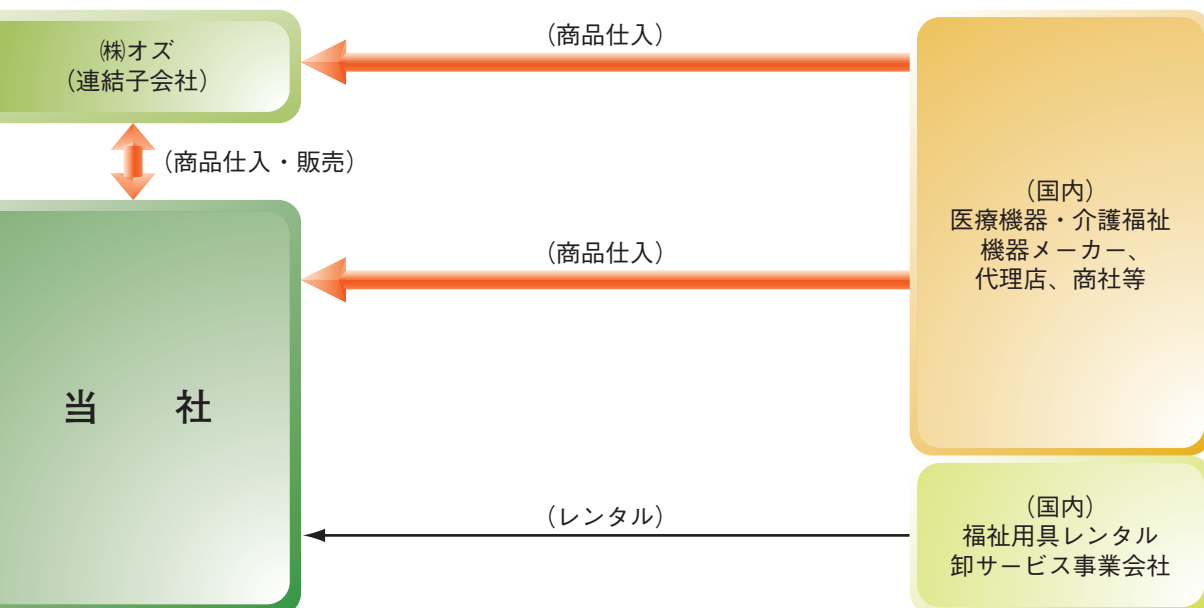 ㈱オズ
（連結子会社）
（商品仕入）
（商品仕入・販売）
（国内）
医療機器・介護福祉
機器メーカー、
代理店、商社等
（商品仕入）
当　社
（レンタル）
（国内）
福祉用具レンタル
卸サービス事業会社